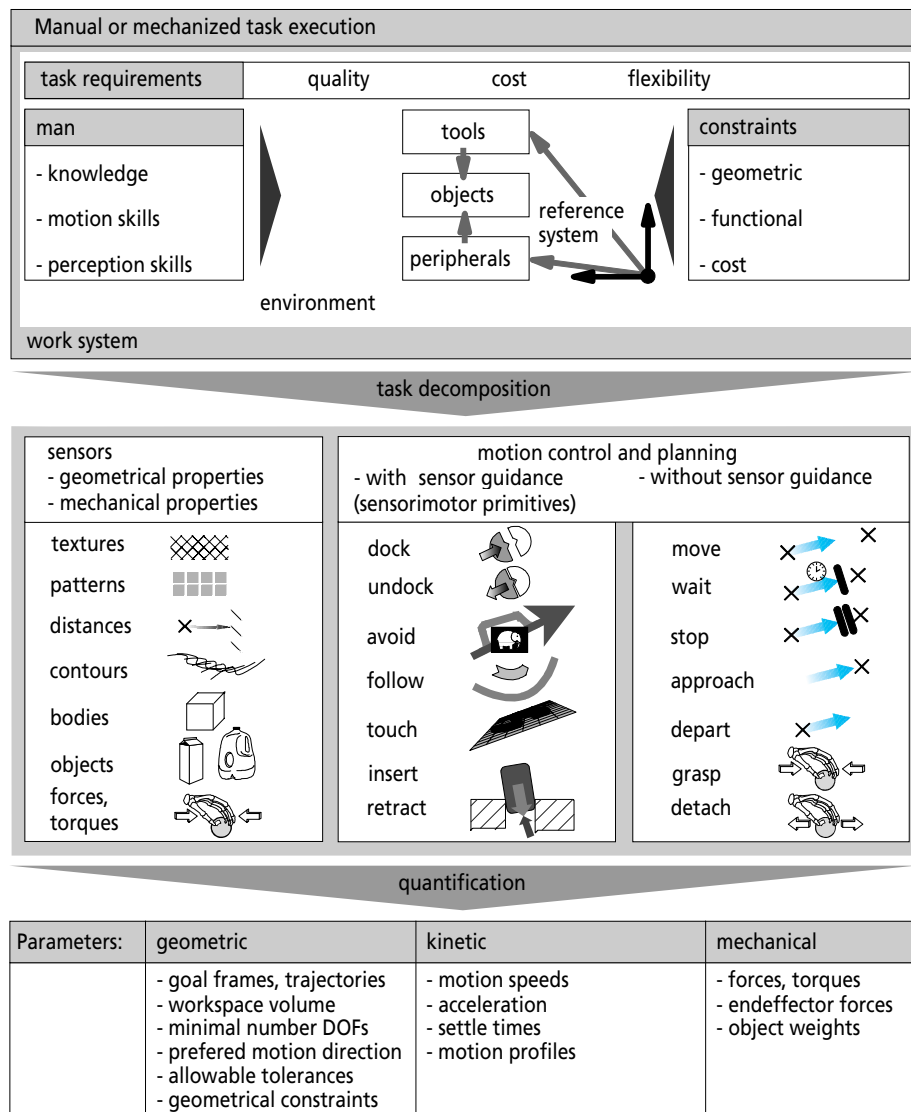 Manual or mechanized task execution
task requirements quality cost flexibility
man
- knowledge
- motion skills
- perception skills
tools
objects
peripherals
reference
system
environment
constraints
- geometric
- functional
- cost
work system
task decomposition
sensors
- geometrical properties
- mechanical properties
textures
patterns
distances
contours
bodies
objects
forces,
torques
motion control and planning
- with sensor guidance
(sensorimotor primitives)
- without sensor guidance
dock
undock
avoid
follow
touch
insert
retract
move
wait
stop
approach
depart
grasp
detach
quantification
Parameters: geometric kinetic mechanical
- goal frames, trajectories
- workspace volume
- minimal number DOFs
- prefered motion direction
- allowable tolerances
- geometrical constraints
- motion speeds
- acceleration
- settle times
- motion profiles
- forces, torques
- endeffector forces
- object weights